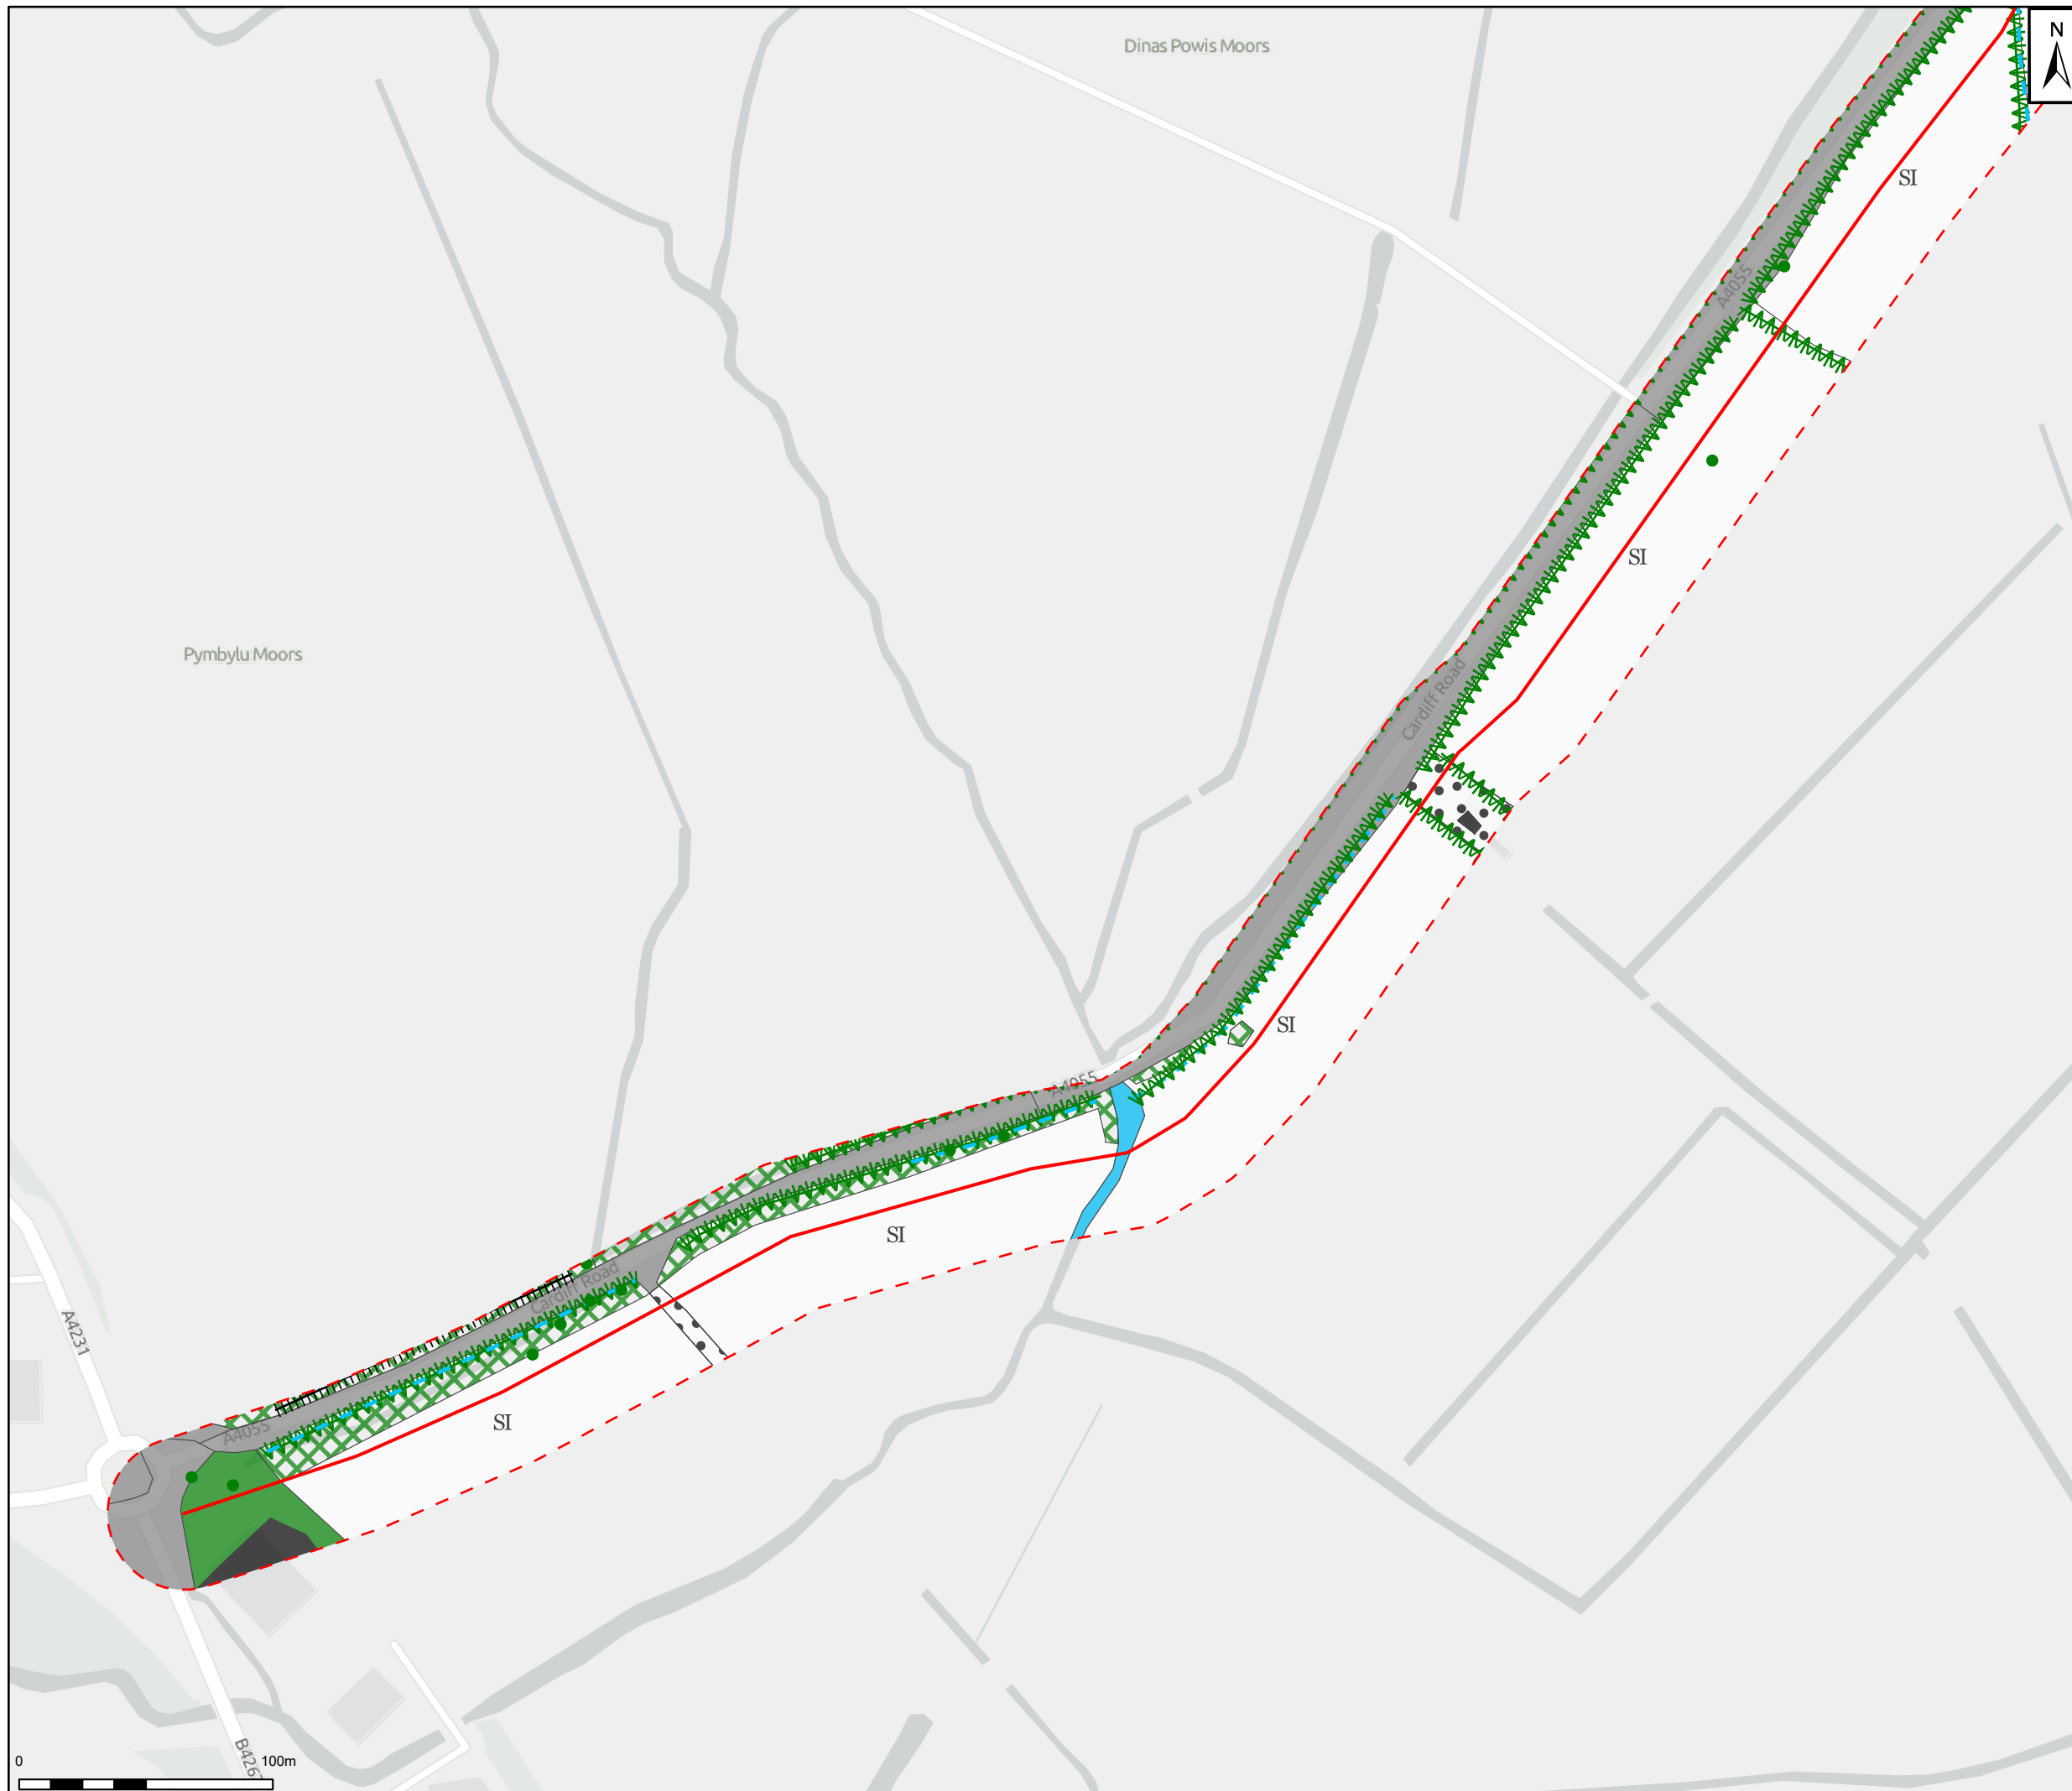 Dinas Powis Moors
N
SI
A4055
SI
Pymbylu Moors
Cardiff Road
SI
A4055
SI
Cardiff Road
A4231
SI
A4055
0 100m